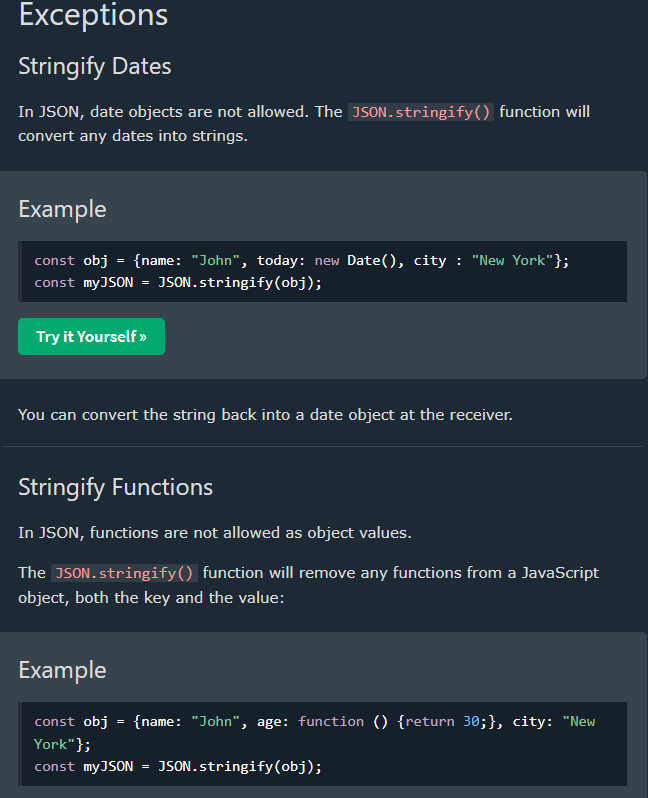 Exceptions
Stringify Dates
In JSON, date objects are not allowed. The JSON.stringify() function will
convert any dates into strings.
Example
const obj = {name: "John", today: new Date(), city : "New York"};
const myJSON = JSON.stringify(obj);
Try it Yourself »
You can convert the string back into a date object at the receiver.
Stringify Functions
In JSON, functions are not allowed as object values.
The JSON.stringify() function will remove any functions from a JavaScript
object, both the key and the value:
Example
const obj = {name: "John", age: function () {return 30;}, city: "New
York"};
const myJSON = JSON.stringify(obj);